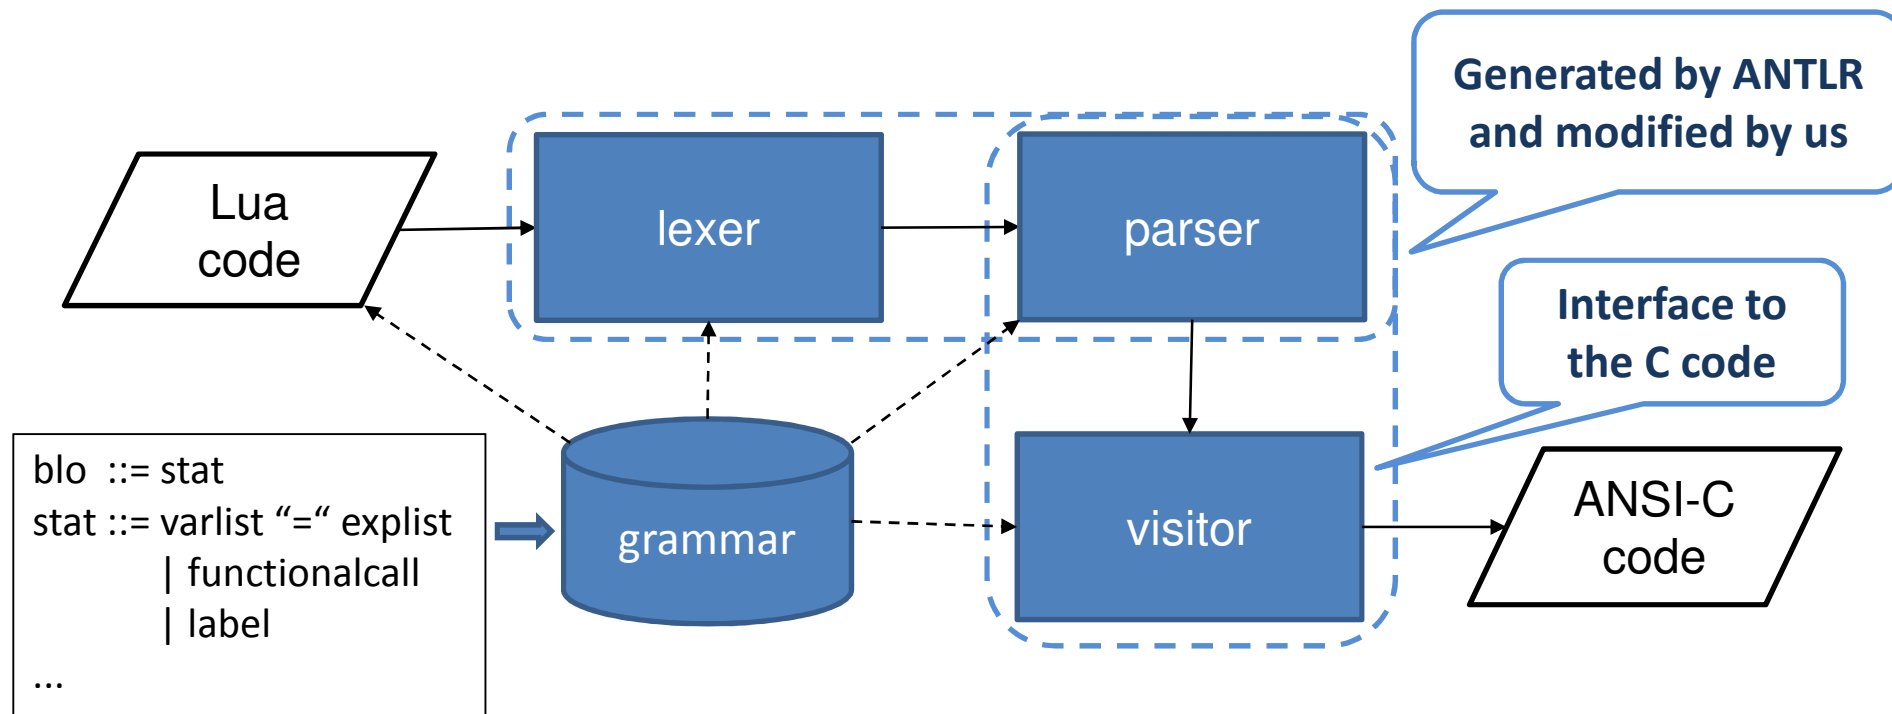 Generated by ANTLR
and modified by us
Lua
code
lexer
parser
Interface to
the C code
blo ::= stat
stat ::= varlist “=“ explist
| functionalcall
| label
...
grammar
visitor
ANSI-C
code